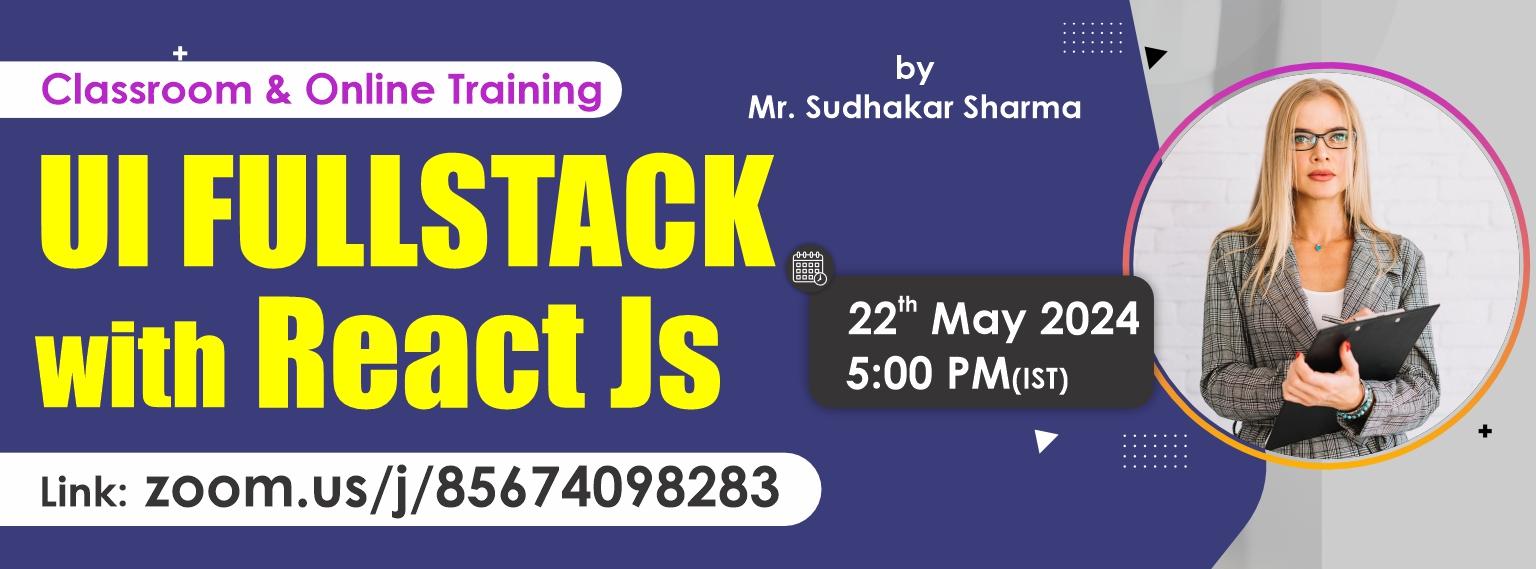 Classroom & Online Training
by
Mr. Sudhakar Sharma
UI FULLSTACK
with React Js
22th May 2024
5:00 PM(IST)
Link: zoom.us/j/85674098283